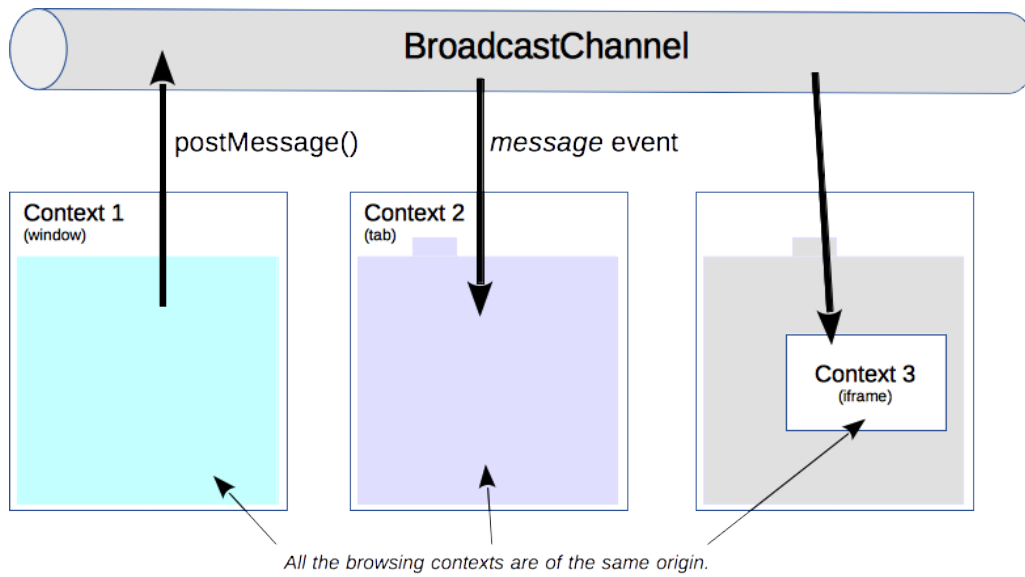 BroadcastChannel
postMessage()
message event
Context 1
(window)
Context 2
(tab)
Context 3
(iframe)
All the browsing contexts are of the same origin.